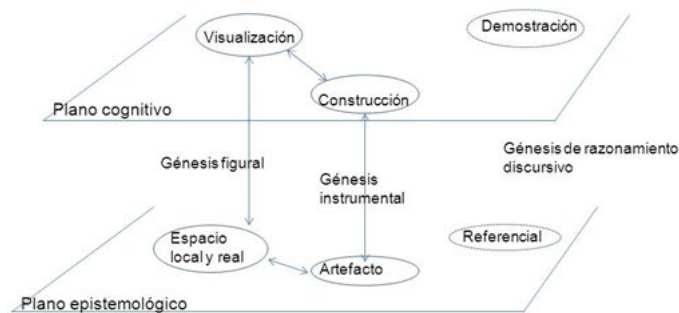 Demostración
Visualización
Construcción
Plano cognitivo
Génesis figural
Génesis
instrumental
Génesis de razonamiento
discursivo
Espacio
local y real
Referencial
Artefacto
Plano epistemológico